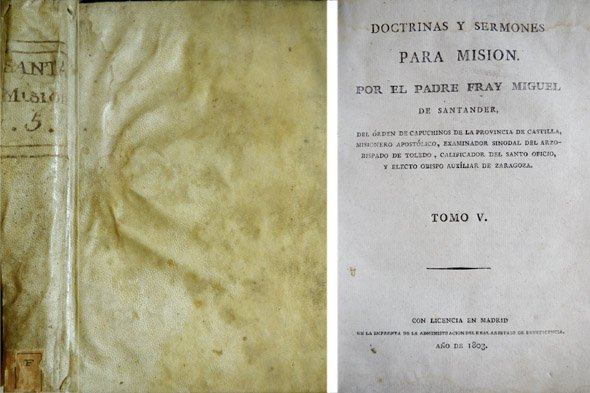 SANTA
MISION
. 5 .
F
DOCTRINAS Y SERMONES
PARA MISION.
POR EL PADRE FRAY MIGUEL
DE SANTANDER,
DEL ÓRDEN DE CAPUCHINOS DE LA PROVINCIA DE CASTILLA,
MISIONERO APOSTÓLICO, EXAMINADOR SINODAL DEL ARZO-
BISPADO DE TOLEDO, CALIFICADOR DEL SANTO OFICIO,
Y ELECTO OBISPO AUXÎLIAR DE ZARAGOZA.
TOMO V.
CON LICENCIA EN MADRID
EN LA IMPRENTA DE LA ADMINISTRACION DEL REAL ARBITRIO DE BENEFICENCIA.
AÑO DE 1803.